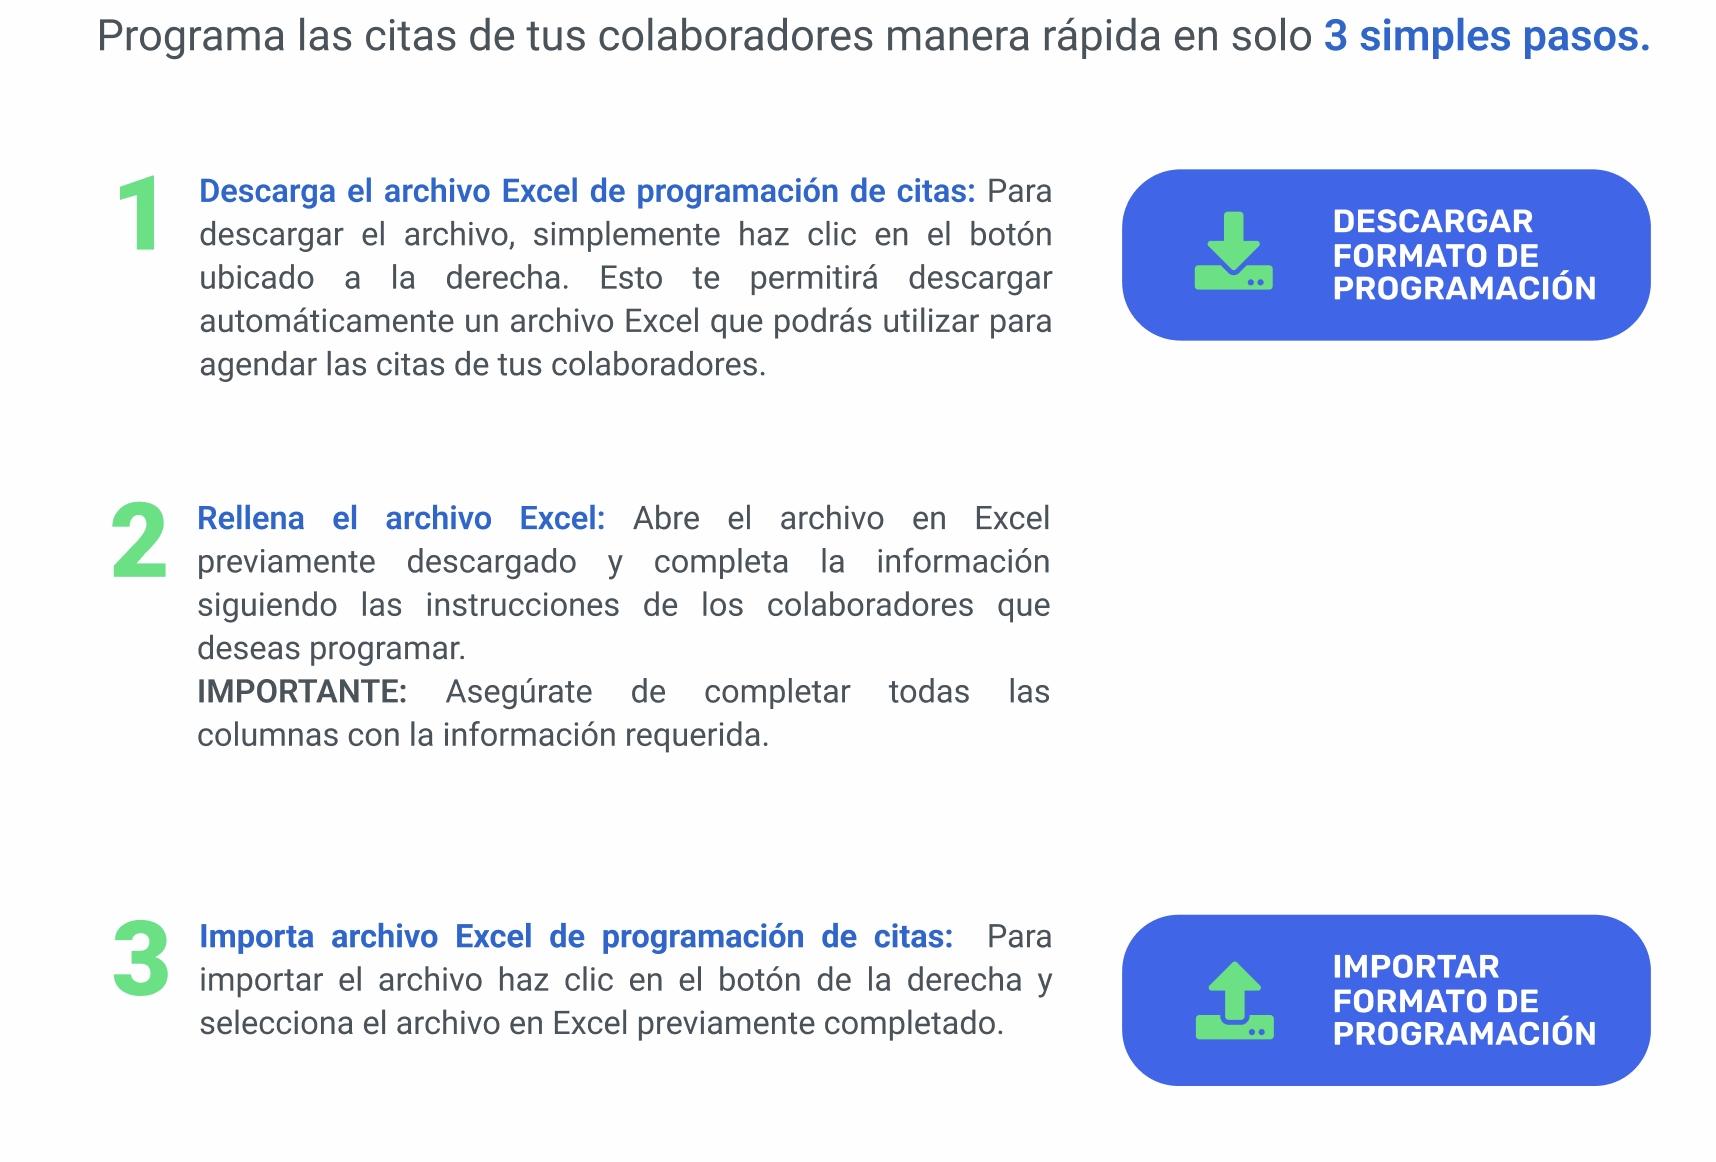 Programa las citas de tus colaboradores manera rápida en solo 3 simples pasos.
1
Descarga el archivo Excel de programación de citas: Para
descargar el archivo, simplemente haz clic en el botón
ubicado a la derecha. Esto te permitirá descargar
automáticamente un archivo Excel que podrás utilizar para
agendar las citas de tus colaboradores.
DESCARGAR
FORMATO DE
PROGRAMACIÓN
2
Rellena el archivo Excel: Abre el archivo en Excel
previamente descargado y completa la información
siguiendo las instrucciones de los colaboradores que
deseas programar.
IMPORTANTE: Asegúrate de completar todas las
columnas con la información requerida.
3
Importa archivo Excel de programación de citas: Para
importar el archivo haz clic en el botón de la derecha y
selecciona el archivo en Excel previamente completado.
IMPORTAR
FORMATO DE
PROGRAMACIÓN